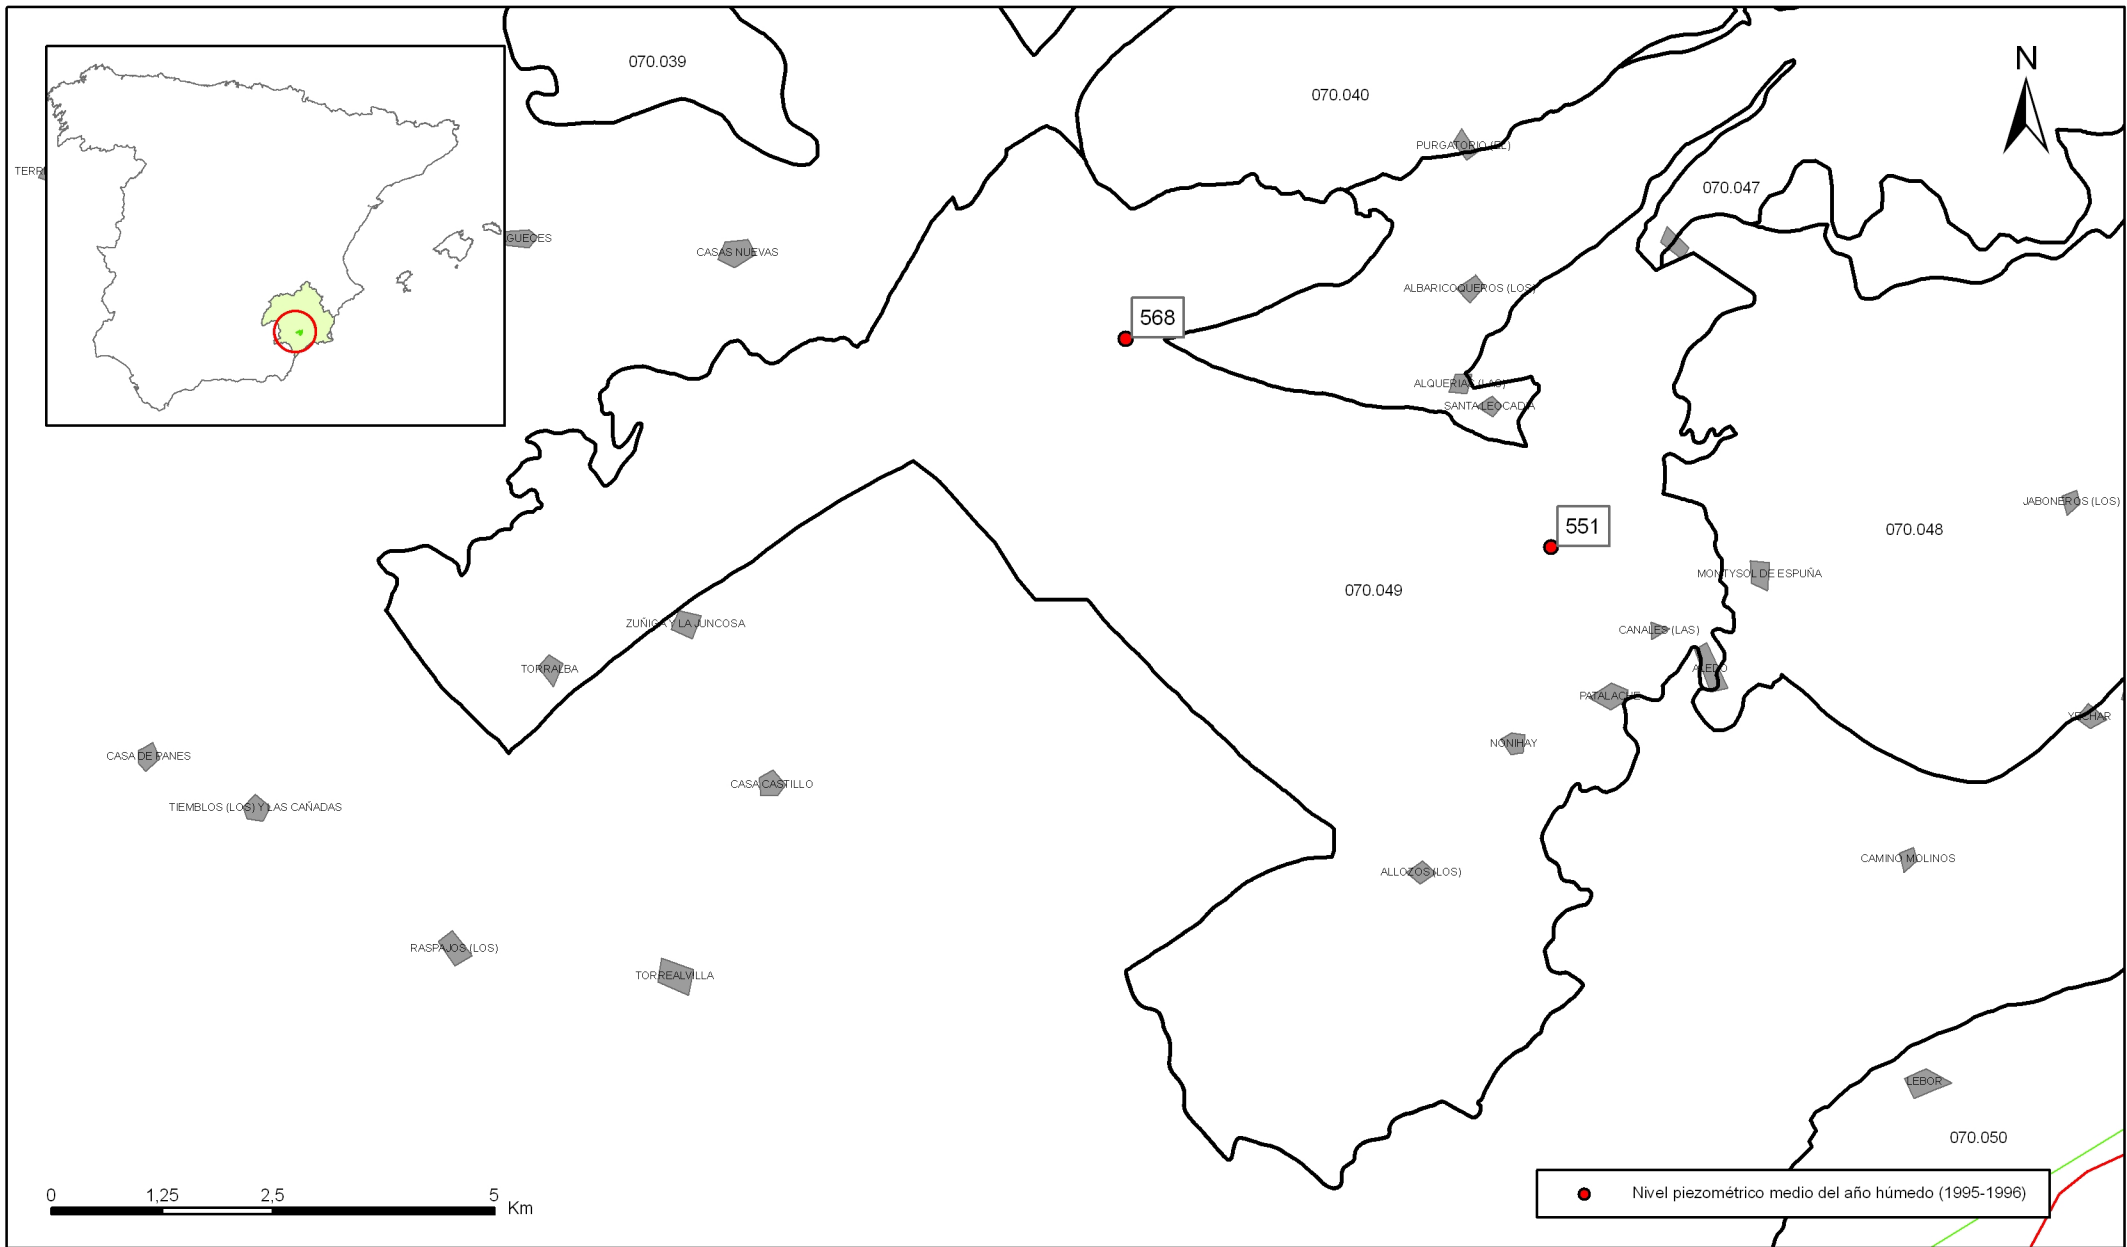 070.039
070.040
N
PURGATORIO (EL)
TERR
070.047
GUECES
CASAS NUEVAS
ALBARICOQUEROS (LOS)
568
ALQUERIAS (LAS)
SANTA LEOCADIA
JABONEROS (LOS)
551
070.048
MONTYSOL DE ESPUÑA
070.049
ZUÑIGA Y LA JUNCOSA
CANALES (LAS)
TORRALBA
ALEDO
PATALACHE
YECHAR
NONIHAY
CASA DE PANES
CASA CASTILLO
TIEMBLOS (LOS) Y LAS CAÑADAS
CAMINO MOLINOS
ALLOZOS (LOS)
RASPAJOS (LOS)
TORREALVILLA
LEBOR
070.050
0 1,25 2,5 5
Km
Nivel piezométrico medio del año húmedo (1995-1996)